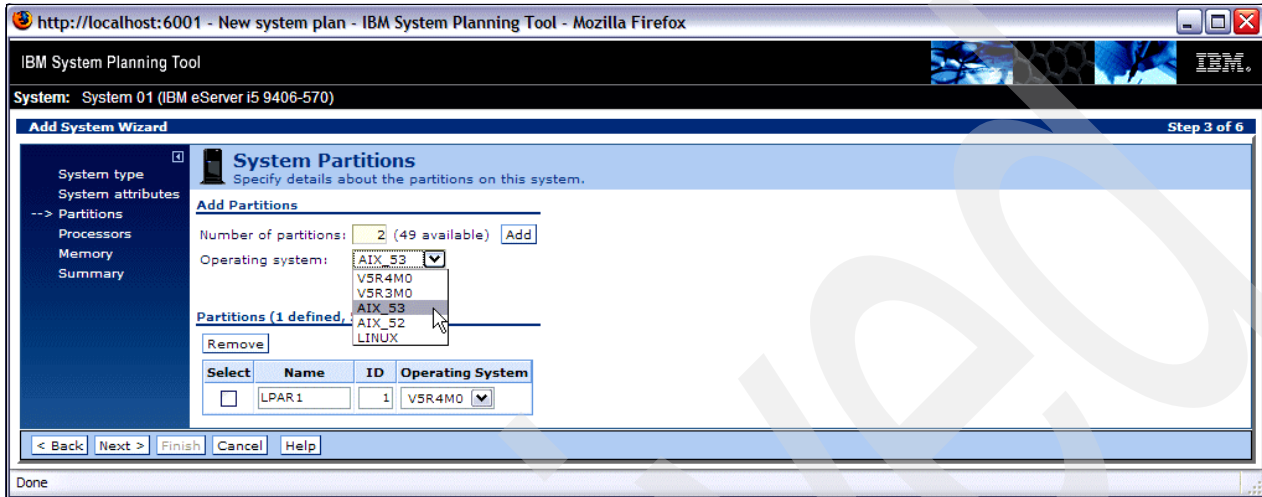 http://localhost:6001 - New system plan - IBM System Planning Tool - Mozilla Firefox
IBM System Planning Tool
IBM.
System: System 01 (IBM eServer i5 9406-570)
Add System Wizard
Step 3 of 6
System type
System attributes
--> Partitions
Processors
Memory
Summary
System Partitions
Specify details about the partitions on this system.
Add Partitions
Number of partitions: 2 (49 available) Add
Operating system: AIX_53
V5R4M0
V5R3M0
AIX_53
AIX_52
LINUX
Partitions (1 defined,
Remove
Select Name ID Operating System
LPAR1 1 V5R4M0
< Back Next > Finish Cancel Help
Done